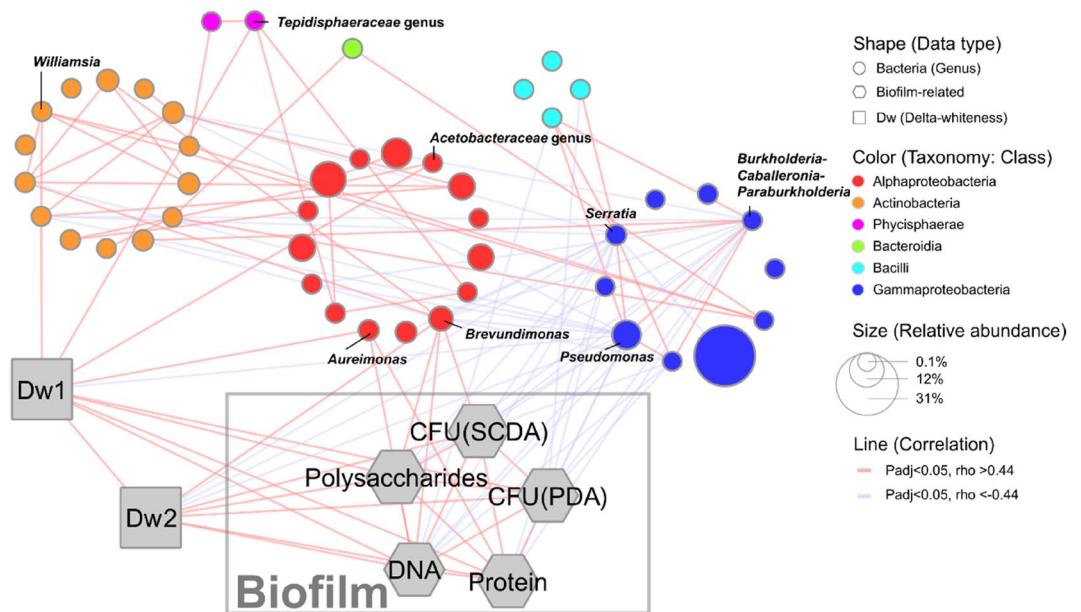 Tepidisphaeraceae genus
Williamsia
Acetobacteraceae genus
Burkholderia-
Caballeronia-
Paraburkholderia
Serratia
Brevundimonas
Aureimonas
Pseudomonas
Dw1
Dw2
CFU(SCDA)
Polysaccharides
CFU(PDA)
DNA
Protein
Biofilm
Shape (Data type)
Bacteria (Genus)
Biofilm-related
Dw (Delta-whiteness)
Color (Taxonomy: Class)
Alphaproteobacteria
Actinobacteria
Phycisphaerae
Bacteroidia
Bacilli
Gammaproteobacteria
Size (Relative abundance)
0.1%
12%
31%
Line (Correlation)
Padj<0.05, rho >0.44
Padj<0.05, rho <-0.44